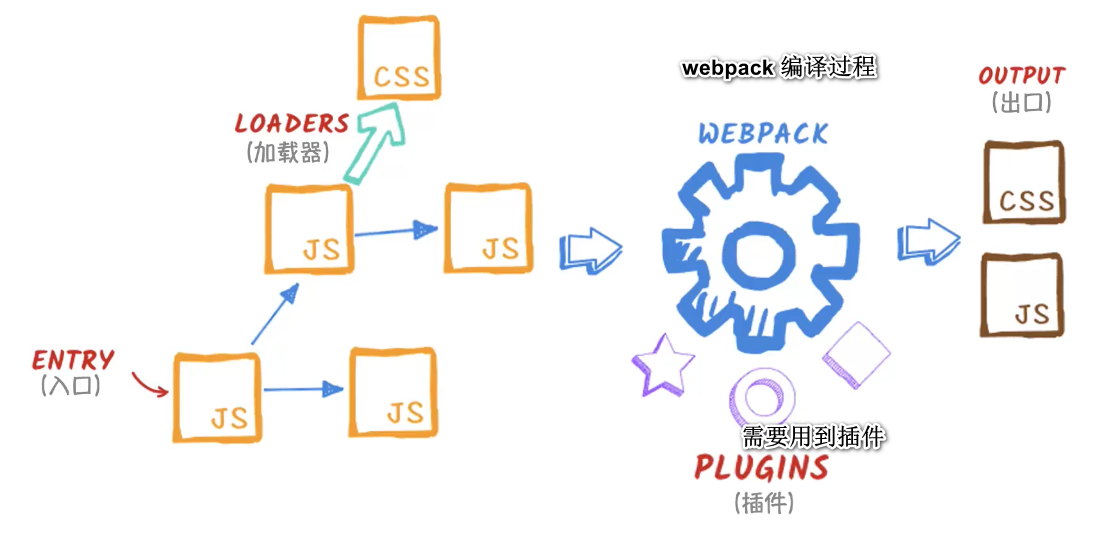 CSS
LOADERS
(加载器)
JS
JS
ENTRY
(入口)
JS
JS
webpack 编译过程
WEBPACK
需要用到插件
PLUGINS
(插件)
OUTPUT
(出口)
CSS
JS